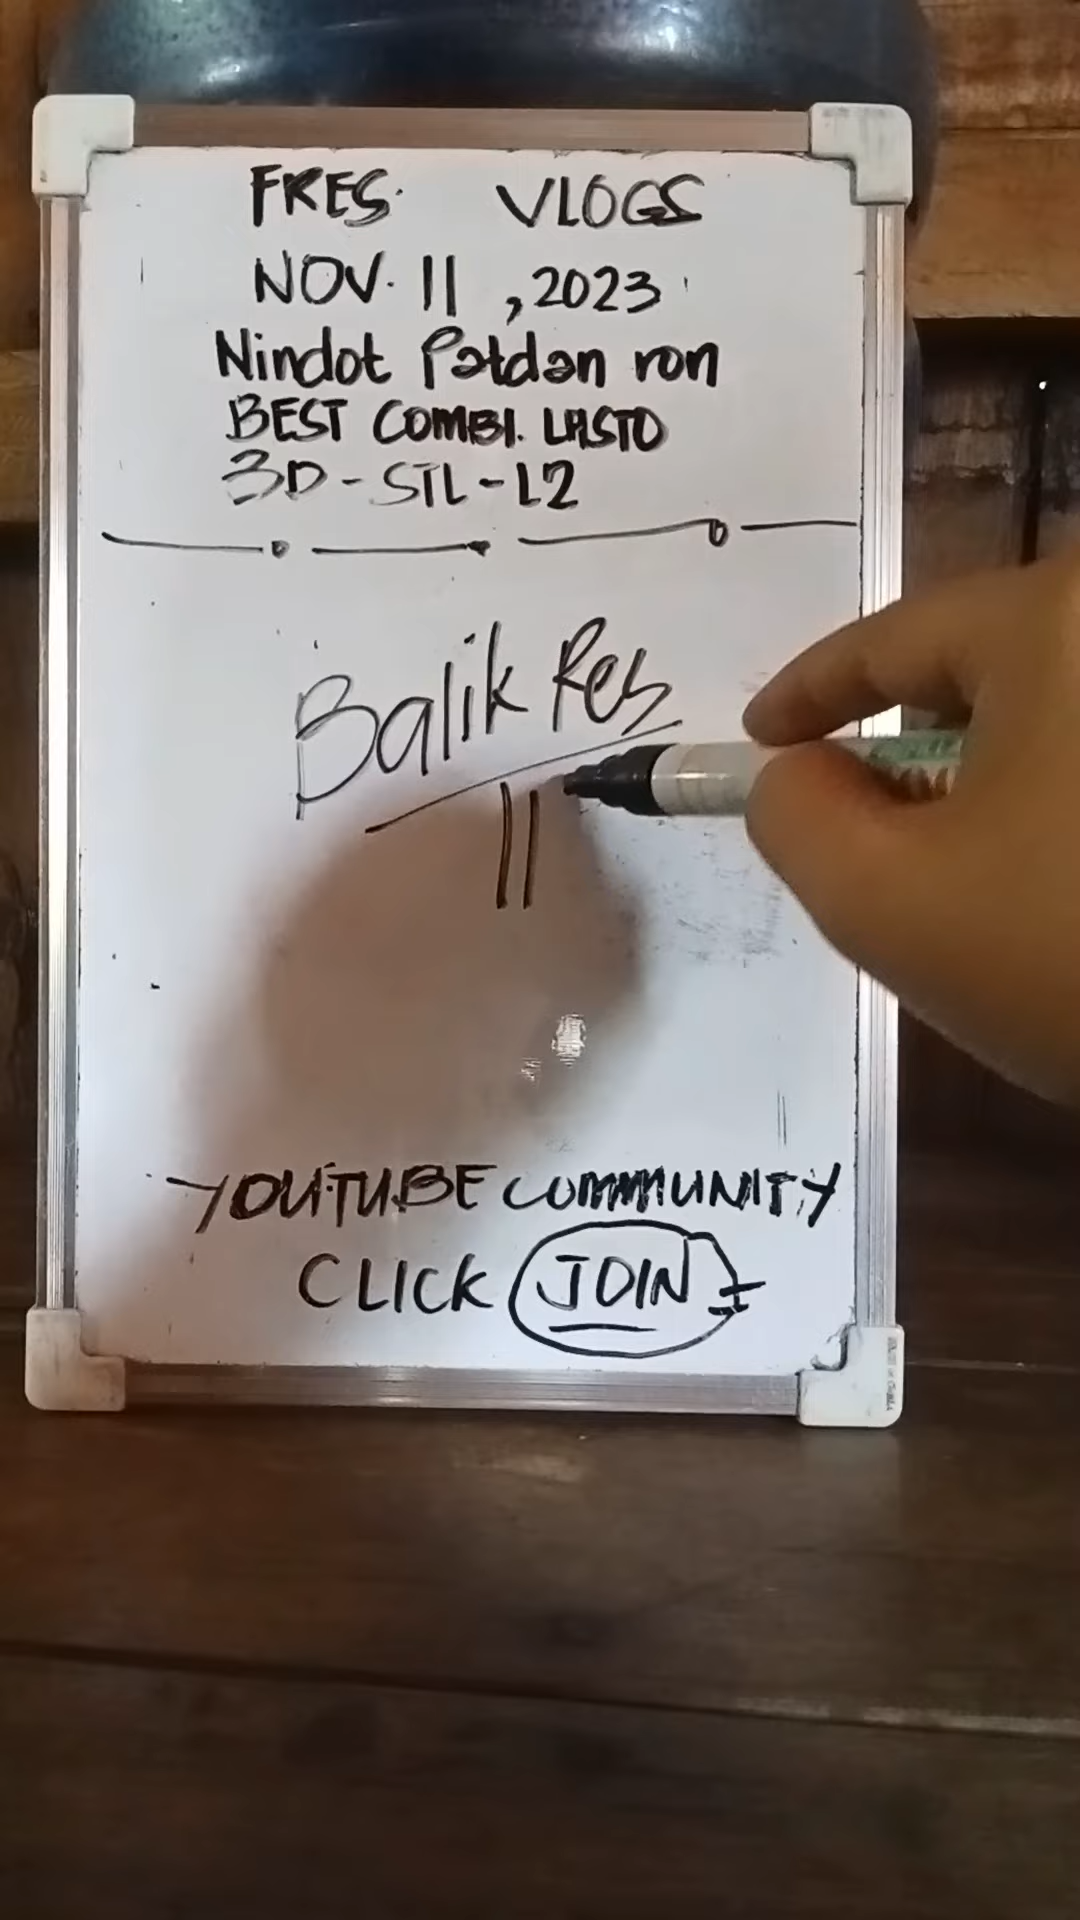 FRES. VLOGS
NOV. 11, 2023
Nindot Patdan ron
BEST COMBI. LASTO
3D-STL-L2
Balik Res
11
YOUTUBE COMMUNITY
CLICK JOIN